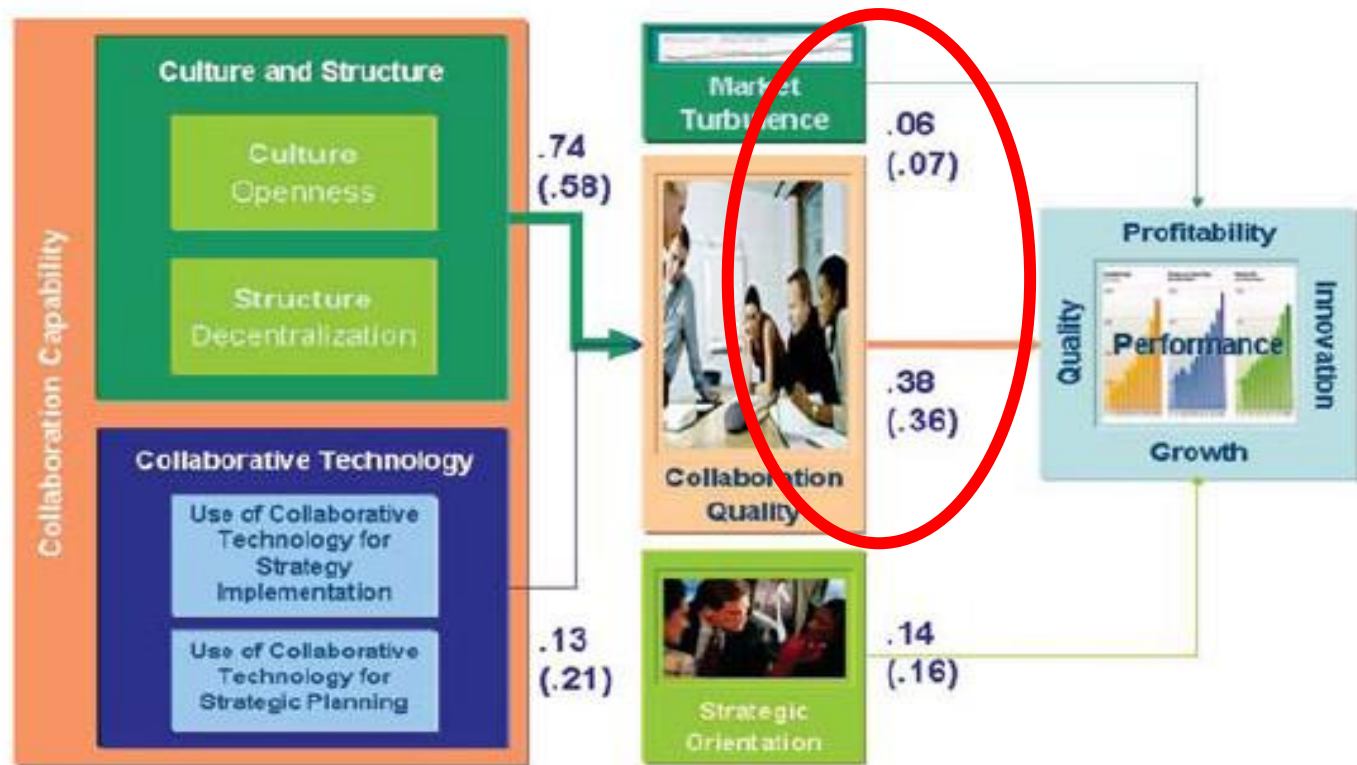 Collaboration Capability
Culture and Structure
Culture
Openness
Structure
Decentralization
.74
(.58)
Collaborative Technology
Use of Collaborative
Technology for
Strategy
Implementation
Use of Collaborative
Technology for
Strategic Planning
.13
(.21)
Market
Turbulence
.06
(.07)
Collaboration
Quality
.38
(.36)
Strategic
Orientation
.14
(.16)
Profitability
Quality
Performance
Innovation
Growth